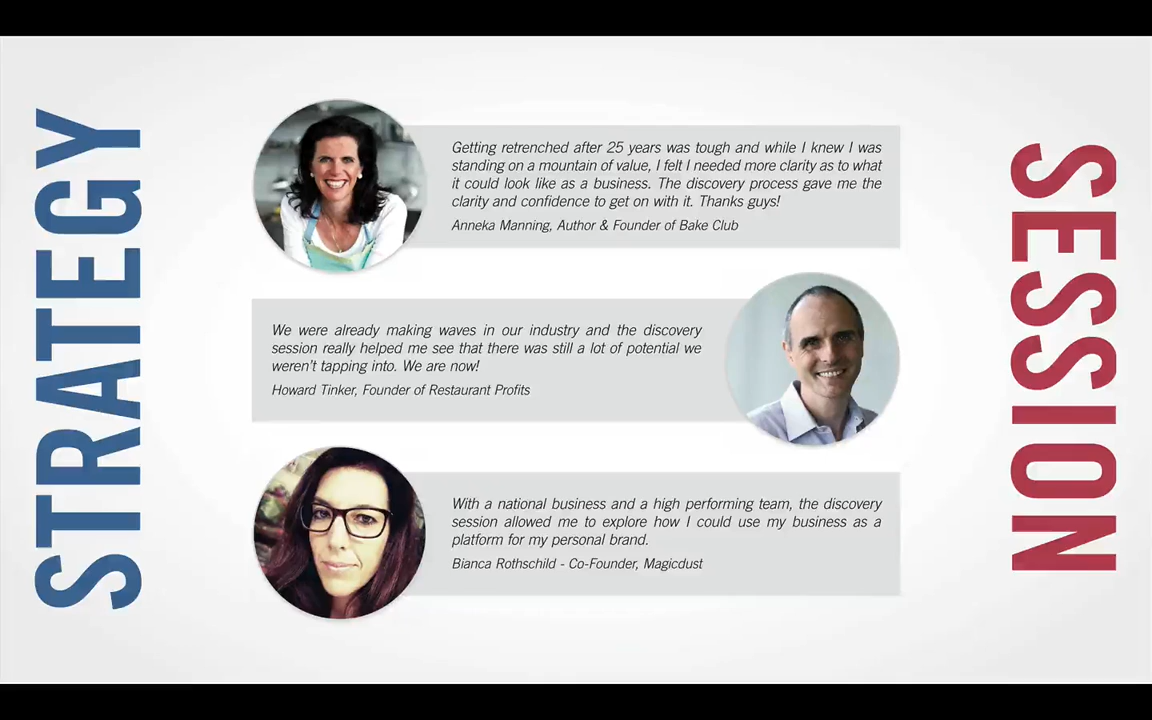 STRATEGY
Getting retrenched after 25 years was tough and while I knew I was
standing on a mountain of value, I felt I needed more clarity as to what
it could look like as a business. The discovery process gave me the
clarity and confidence to get on with it. Thanks guys!
Anneka Manning, Author & Founder of Bake Club
We were already making waves in our industry and the discovery
session really helped me see that there was still a lot of potential we
weren't tapping into. We are now!
Howard Tinker, Founder of Restaurant Profits
With a national business and a high performing team, the discovery
session allowed me to explore how I could use my business as a
platform for my personal brand.
Bianca Rothschild - Co-Founder, Magicdust
SESSION